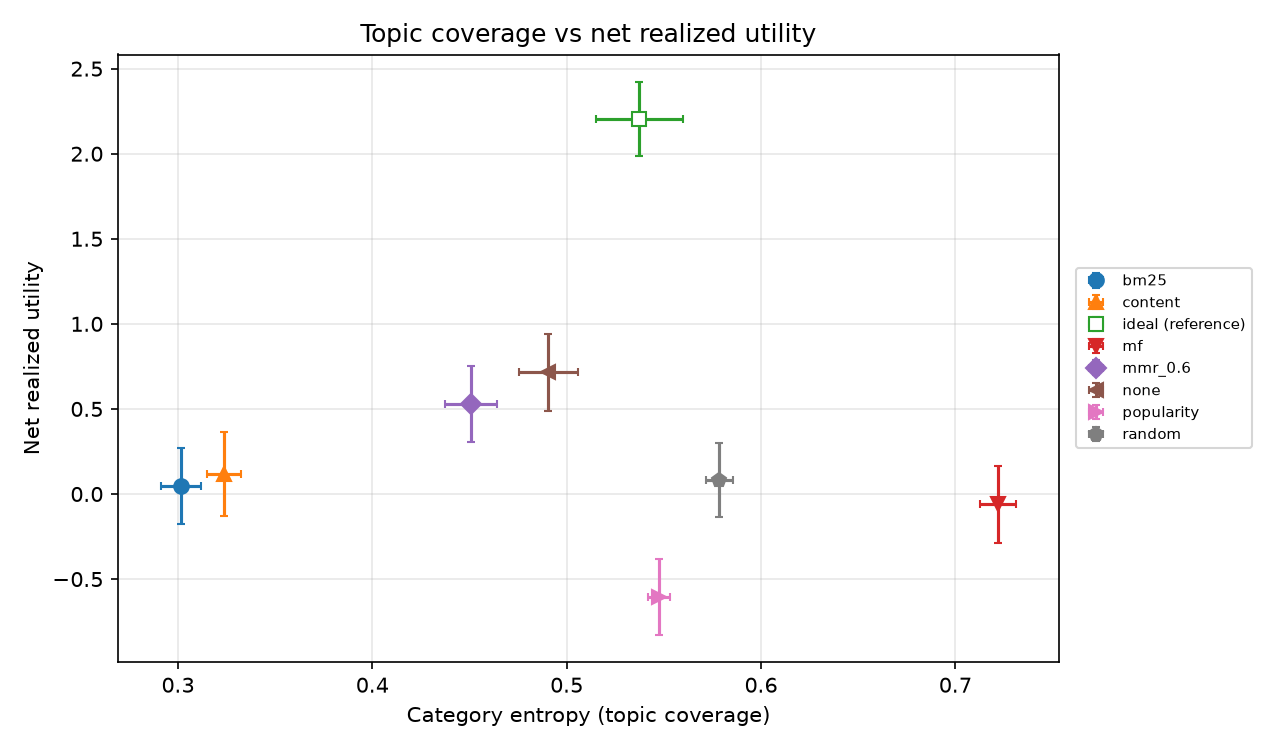 Topic coverage vs net realized utility
Net realized utility
2.5
2.0
1.5
1.0
0.5
0.0
−0.5
0.3
0.4
0.5
0.6
0.7
Category entropy (topic coverage)
bm25
content
ideal (reference)
mf
mmr_0.6
none
popularity
random